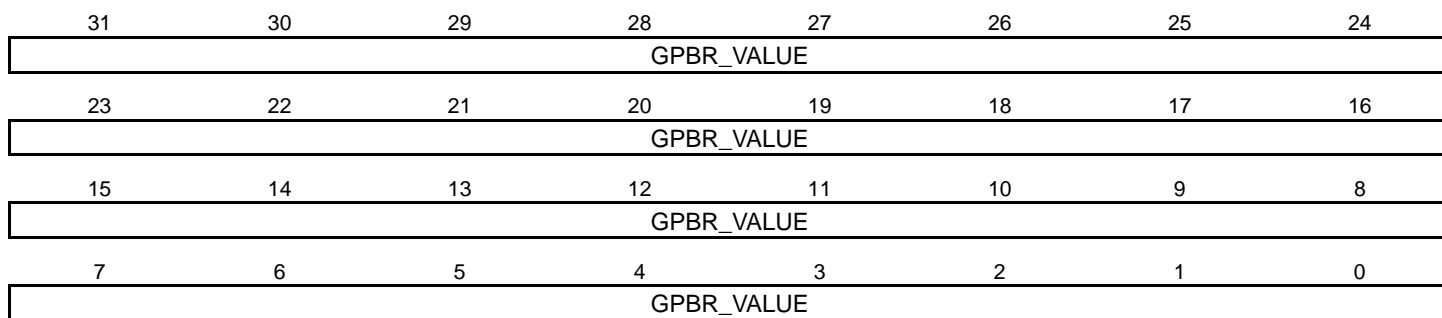 31 30 29 28 27 26 25 24
GPBR_VALUE
23 22 21 20 19 18 17 16
GPBR_VALUE
15 14 13 12 11 10 9 8
GPBR_VALUE
7 6 5 4 3 2 1 0
GPBR_VALUE